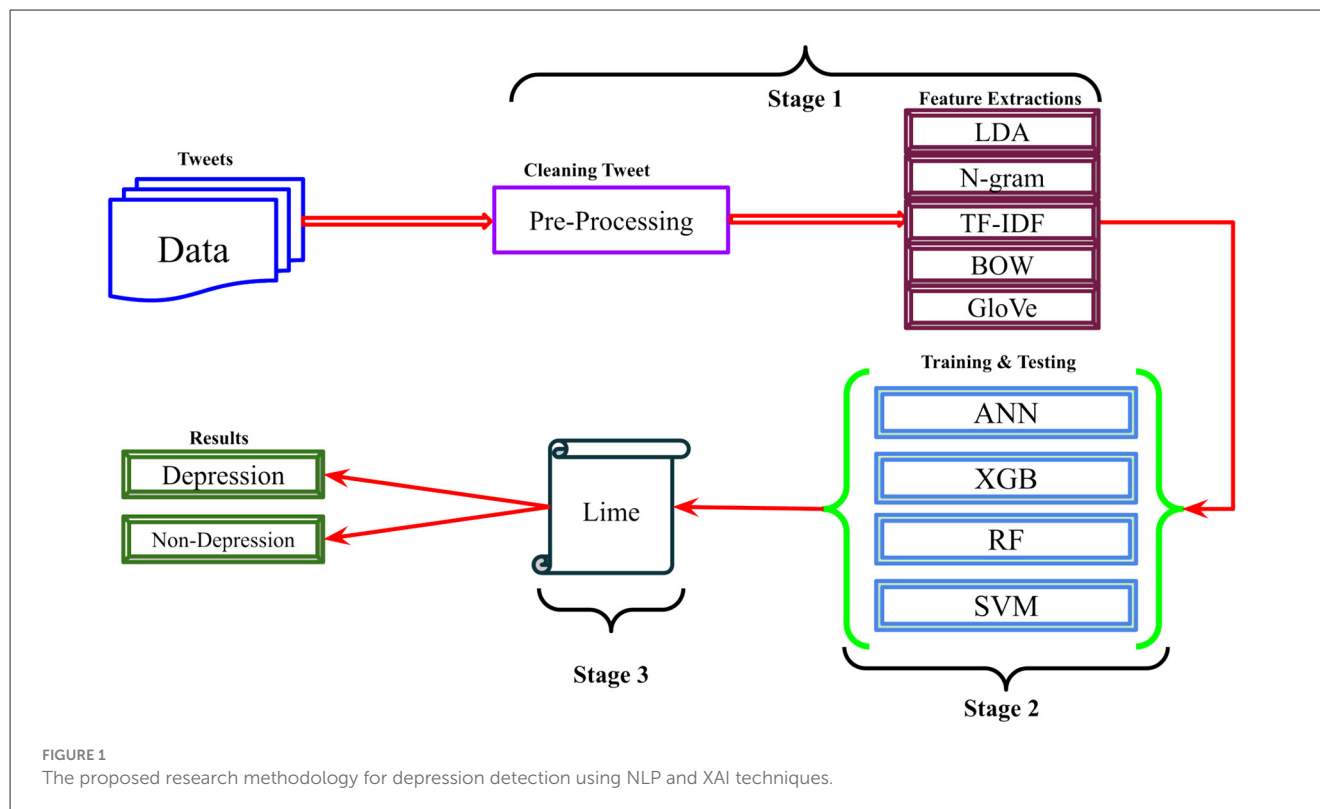 Stage 1
Feature Extractions
LDA
N-gram
TF-IDF
BOW
GloVe
Tweets
Data
Cleaning Tweet
Pre-Processing
Training & Testing
ANN
XGB
RF
SVM
Stage 2
Lime
Stage 3
Results
Depression
Non-Depression
FIGURE 1
The proposed research methodology for depression detection using NLP and XAI techniques.